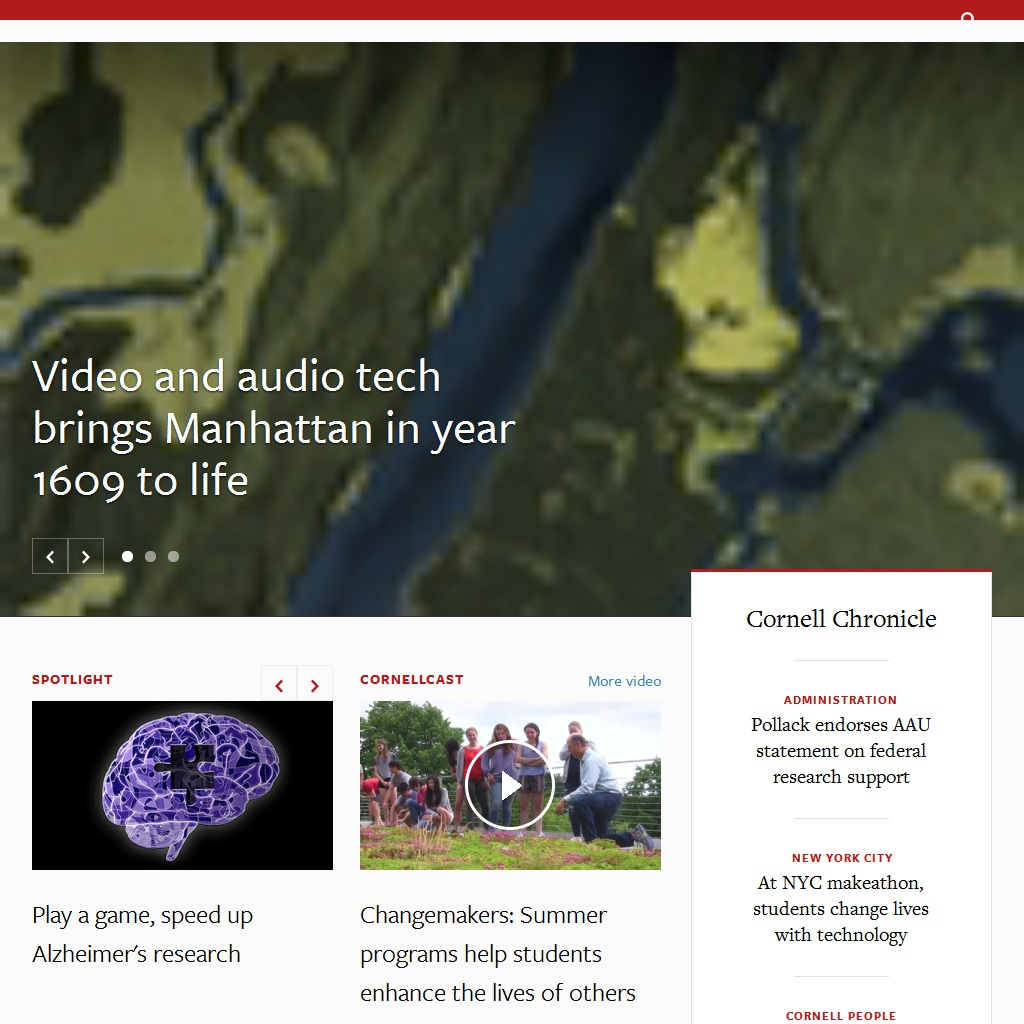 Video and audio tech
brings Manhattan in year
1609 to life
SPOTLIGHT
Play a game, speed up
Alzheimer's research
CORNELLCAST
More video
Changemakers: Summer
programs help students
enhance the lives of others
Cornell Chronicle
ADMINISTRATION
Pollack endorses AAU
statement on federal
research support
NEW YORK CITY
At NYC makeathon,
students change lives
with technology
CORNELL PEOPLE